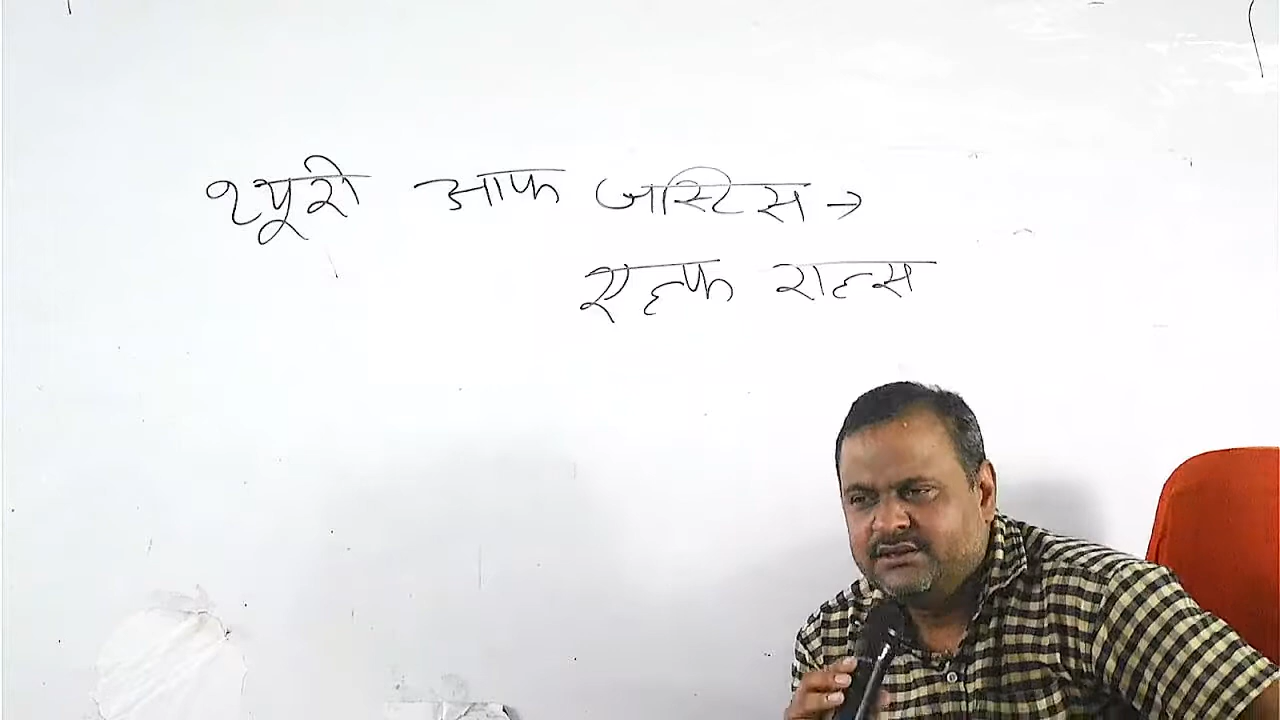 थ्यूरी आफ जस्टिस →
राल्फ राल्स